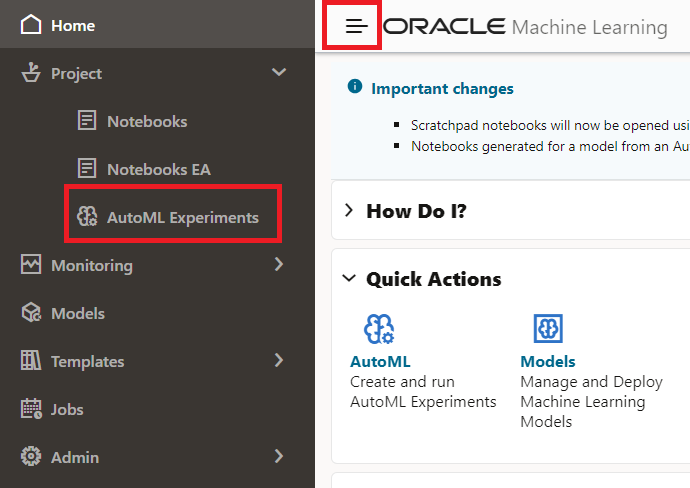 Home
Project
Notebooks
Notebooks EA
AutoML Experiments
Monitoring
Models
Templates
Jobs
Admin
ORACLE Machine Learning
Important changes
Scratchpad notebooks will now be opened usi
Notebooks generated for a model from an Au
How Do I?
Quick Actions
AutoML
Create and run
AutoML Experiments
Models
Manage and Deploy
Machine Learning
Models